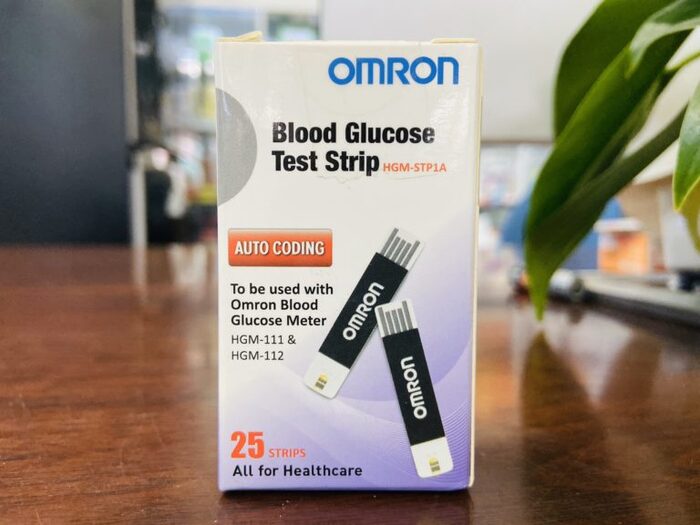 OMRON
Blood Glucose
Test Strip HGM-STP1A
AUTO CODING
To be used with
Omron Blood
Glucose Meter
HGM-111 &
HGM-112
OMRON
OMRON
25 STRIPS
All for Healthcare